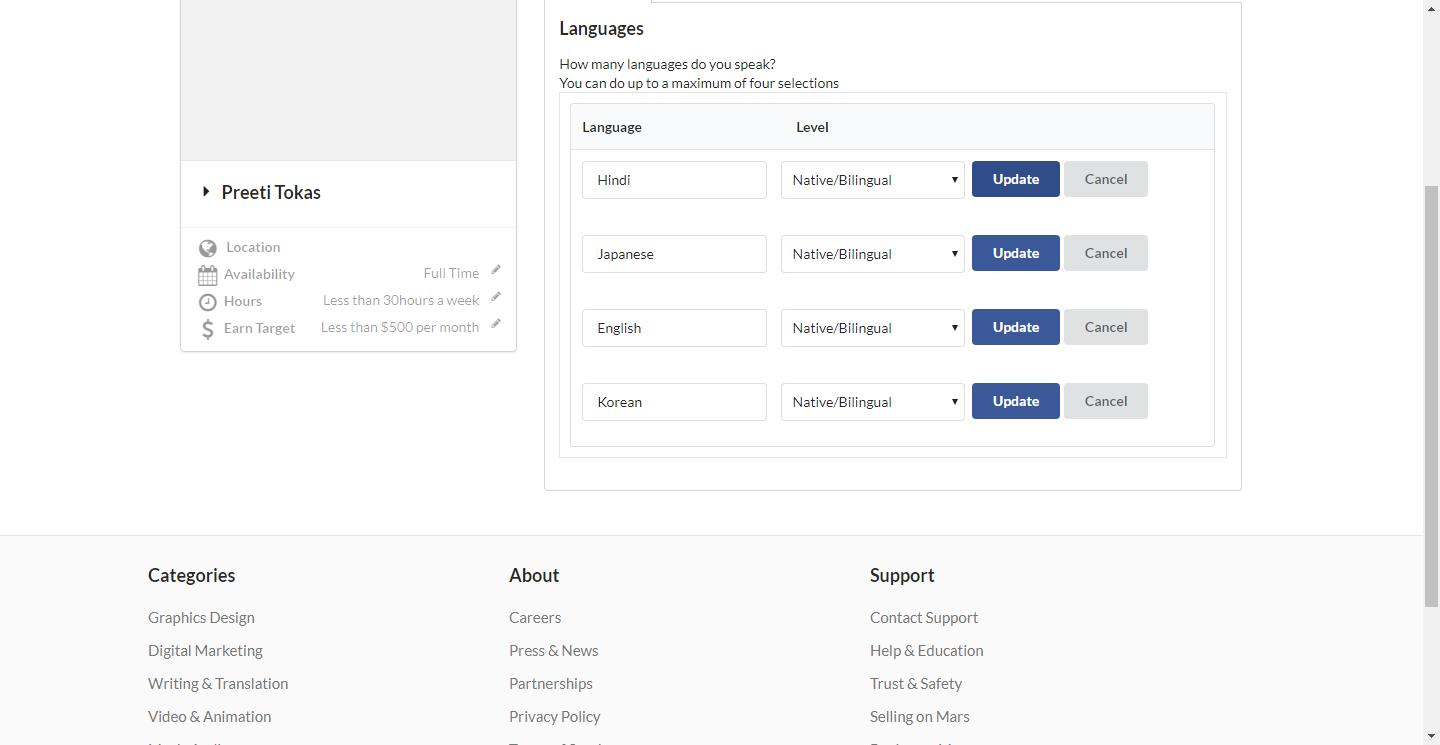 Languages
How many languages do you speak?
You can do up to a maximum of four selections
Language Level
Hindi Native/Bilingual Update Cancel
Japanese Native/Bilingual Update Cancel
English Native/Bilingual Update Cancel
Korean Native/Bilingual Update Cancel
Preeti Tokas
Location
Availability Full Time
Hours Less than 30hours a week
Earn Target Less than $500 per month
Categories
Graphics Design
Digital Marketing
Writing & Translation
Video & Animation
About
Careers
Press & News
Partnerships
Privacy Policy
Support
Contact Support
Help & Education
Trust & Safety
Selling on Mars